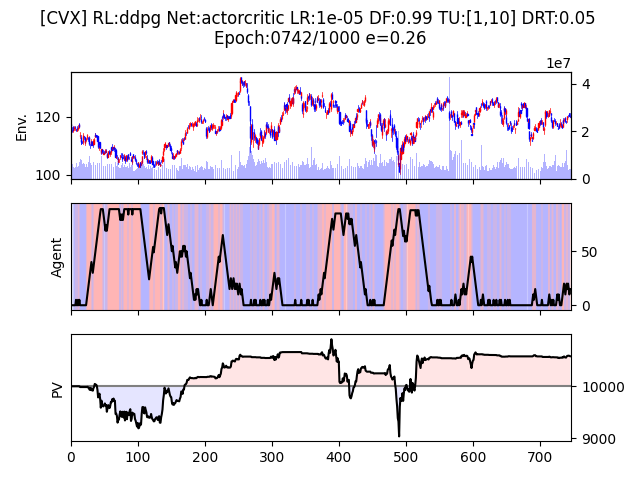 [CVX] RL:ddpg Net:actorcritic LR:1e-05 DF:0.99 TU:[1,10] DRT:0.05
Epoch:0742/1000 e=0.26
1e7
Env.
120
100
4
2
0
Agent
50
0
PV
10000
9000
0 100 200 300 400 500 600 700